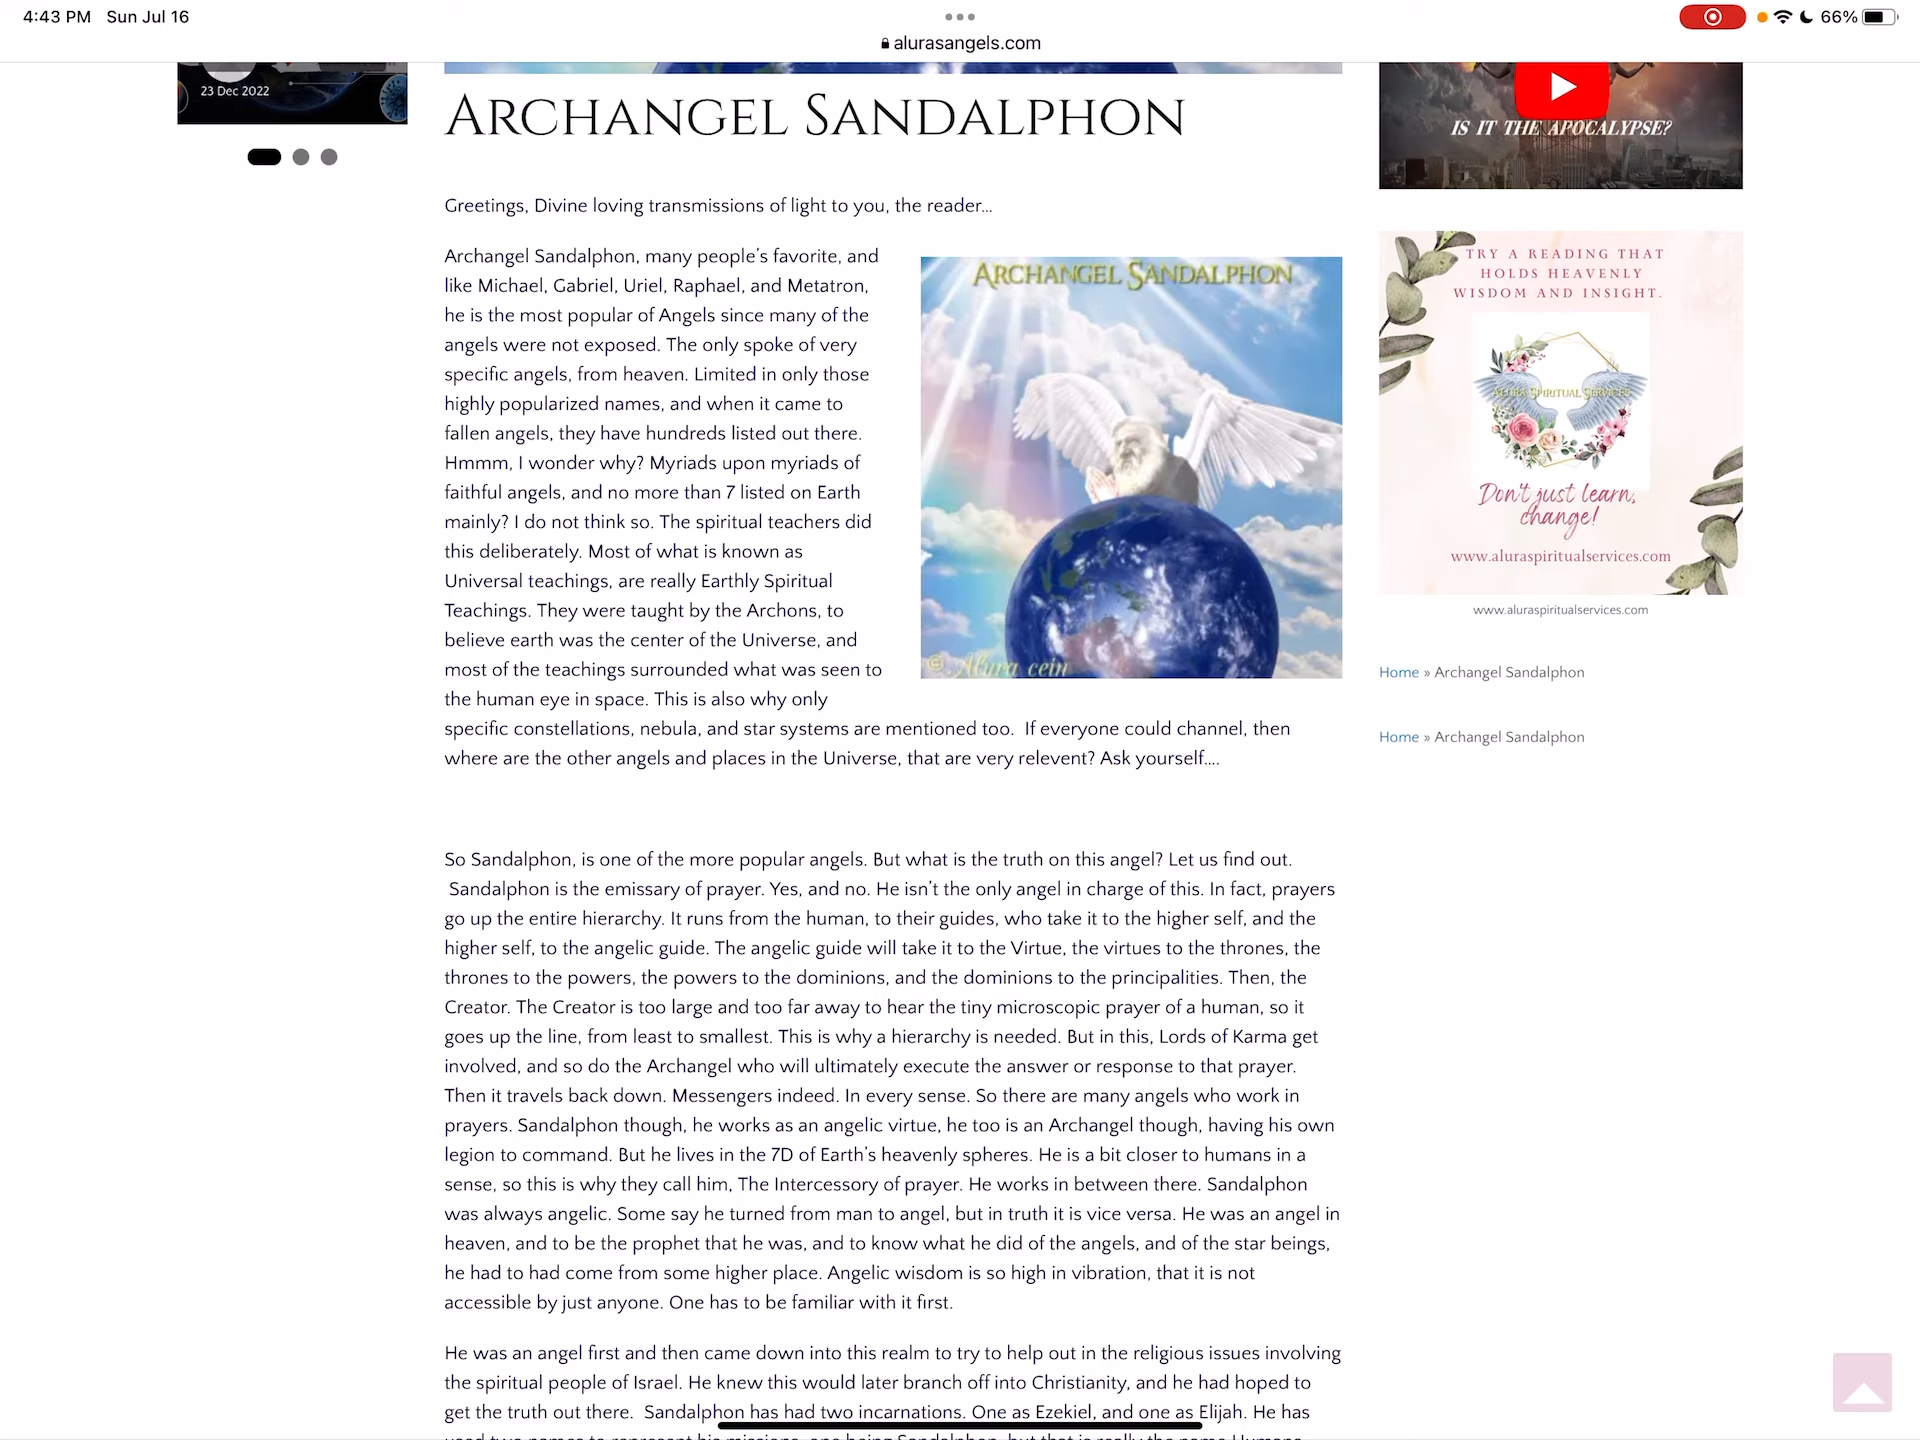 4:43 PM Sun Jul 16
66%
alurasangels.com
23 Dec 2022
ARCHANGEL SANDALPHON
Greetings, Divine loving transmissions of light to you, the reader…
Archangel Sandalphon, many people’s favorite, and
like Michael, Gabriel, Uriel, Raphael, and Metatron,
he is the most popular of Angels since many of the
angels were not exposed. The only spoke of very
specific angels, from heaven. Limited in only those
highly popularized names, and when it came to
fallen angels, they have hundreds listed out there.
Hmmm, I wonder why? Myriads upon myriads of
faithful angels, and no more than 7 listed on Earth
mainly? I do not think so. The spiritual teachers did
this deliberately. Most of what is known as
Universal teachings, are really Earthly Spiritual
Teachings. They were taught by the Archons, to
believe earth was the center of the Universe, and
most of the teachings surrounded what was seen to
the human eye in space. This is also why only
specific constellations, nebula, and star systems are mentioned too.  If everyone could channel, then
where are the other angels and places in the Universe, that are very relevent? Ask yourself….
ARCHANGEL SANDALPHON
© Alura cein
So Sandalphon, is one of the more popular angels. But what is the truth on this angel? Let us find out.
Sandalphon is the emissary of prayer. Yes, and no. He isn’t the only angel in charge of this. In fact, prayers
go up the entire hierarchy. It runs from the human, to their guides, who take it to the higher self, and the
higher self, to the angelic guide. The angelic guide will take it to the Virtue, the virtues to the thrones, the
thrones to the powers, the powers to the dominions, and the dominions to the principalities. Then, the
Creator. The Creator is too large and too far away to hear the tiny microscopic prayer of a human, so it
goes up the line, from least to smallest. This is why a hierarchy is needed. But in this, Lords of Karma get
involved, and so do the Archangel who will ultimately execute the answer or response to that prayer.
Then it travels back down. Messengers indeed. In every sense. So there are many angels who work in
prayers. Sandalphon though, he works as an angelic virtue, he too is an Archangel though, having his own
legion to command. But he lives in the 7D of Earth’s heavenly spheres. He is a bit closer to humans in a
sense, so this is why they call him, The Intercessory of prayer. He works in between there. Sandalphon
was always angelic. Some say he turned from man to angel, but in truth it is vice versa. He was an angel in
heaven, and to be the prophet that he was, and to know what he did of the angels, and of the star beings,
he had to had come from some higher place. Angelic wisdom is so high in vibration, that it is not
accessible by just anyone. One has to be familiar with it first.
He was an angel first and then came down into this realm to try to help out in the religious issues involving
the spiritual people of Israel. He knew this would later branch off into Christianity, and he had hoped to
get the truth out there.  Sandalphon has had two incarnations. One as Ezekiel, and one as Elijah. He has
IS IT THE APOCALYPSE?
TRY A READING THAT
HOLDS HEAVENLY
WISDOM AND INSIGHT.
ALURA SPIRITUAL SERVICES
Don't just learn,
change!
www.aluraspiritualservices.com
www.aluraspiritualservices.com
Home » Archangel Sandalphon
Home » Archangel Sandalphon